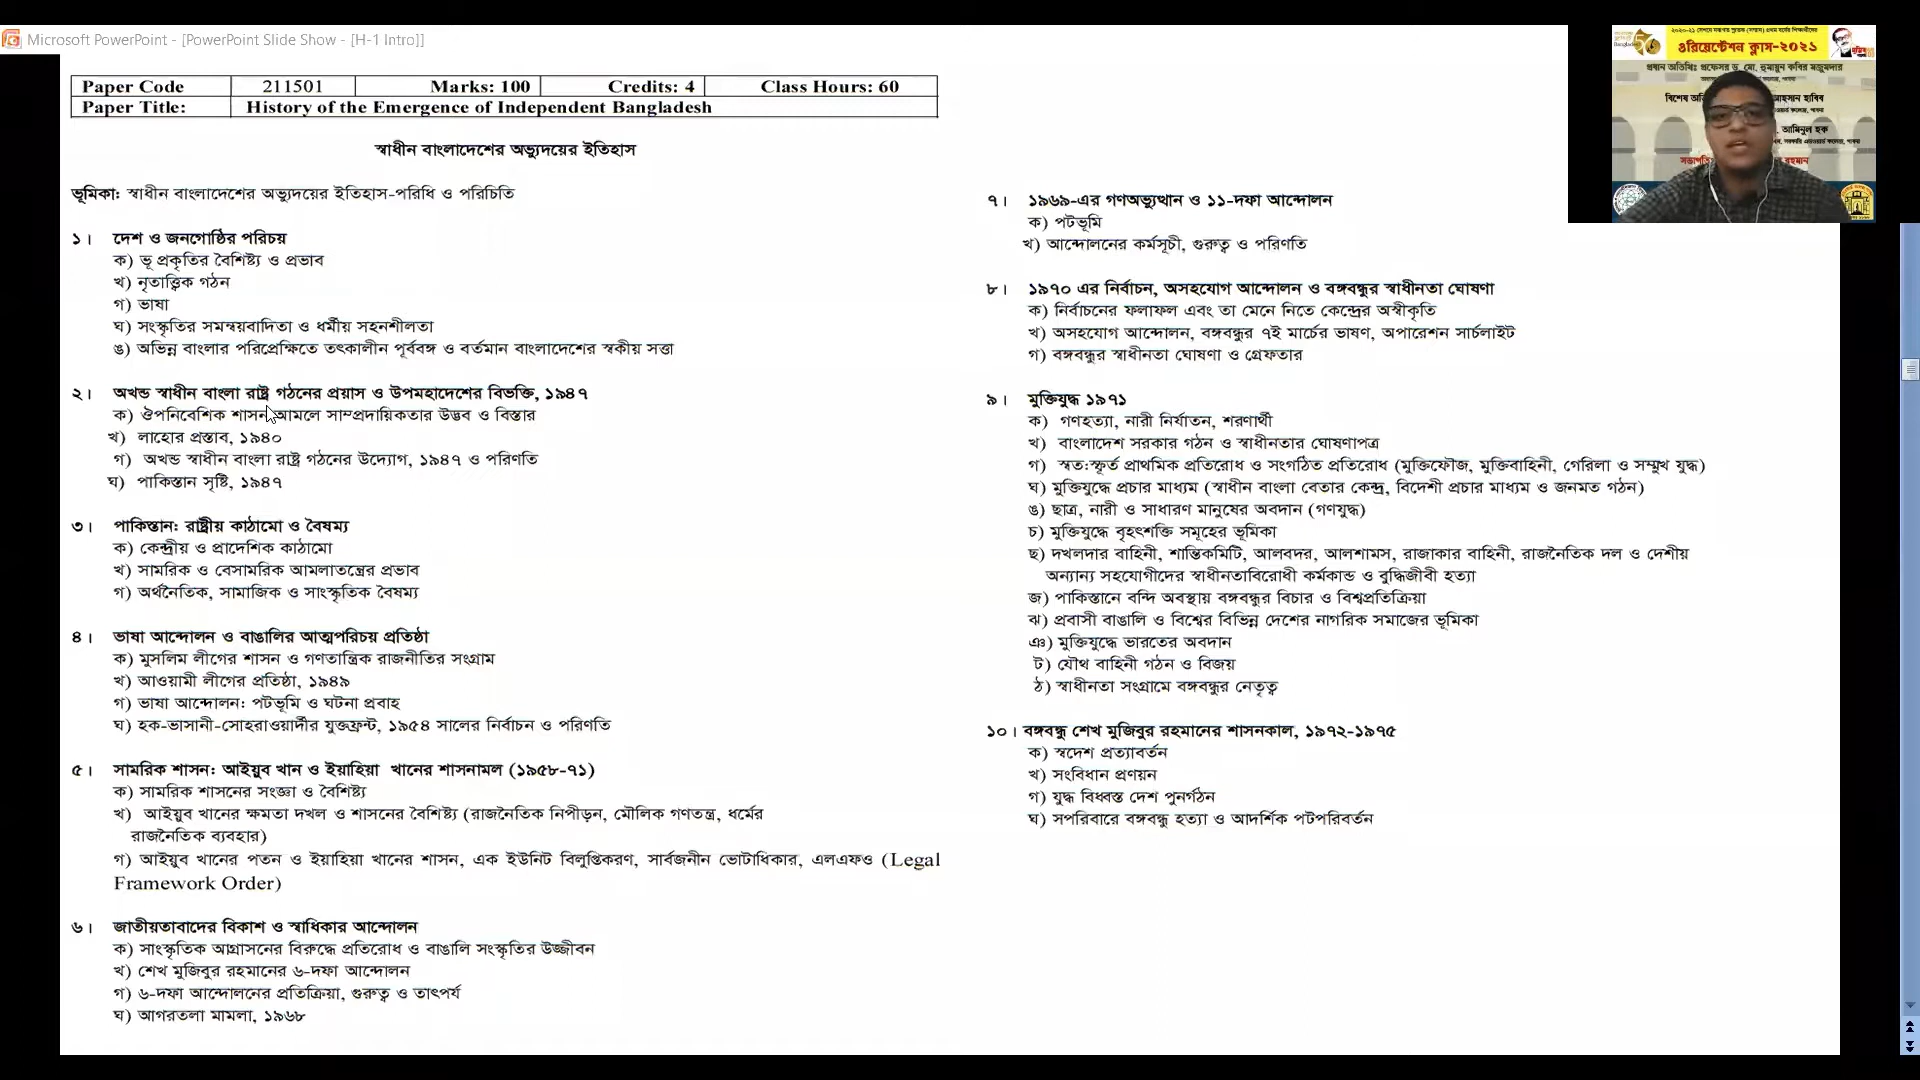 Microsoft PowerPoint - [PowerPoint Slide Show - [H-1 Intro]]
Paper Code 211501 Marks: 100 Credits: 4 Class Hours: 60
Paper Title: History of the Emergence of Independent Bangladesh
স্বাধীন বাংলাদেশের অভ্যুদয়ের ইতিহাস
ভূমিকা: স্বাধীন বাংলাদেশের অভ্যুদয়ের ইতিহাস-পরিধি ও পরিচিতি
১। দেশ ও জনগোষ্ঠির পরিচয়
ক) ভূ প্রকৃতির বৈশিষ্ট্য ও প্রভাব
খ) নৃতাত্ত্বিক গঠন
গ) ভাষা
ঘ) সংস্কৃতির সমন্বয়বাদিতা ও ধর্মীয় সহনশীলতা
ঙ) অভিন্ন বাংলার পরিপ্রেক্ষিতে তৎকালীন পূর্ববঙ্গ ও বর্তমান বাংলাদেশের স্বকীয় সত্তা
২। অখন্ড স্বাধীন বাংলা রাষ্ট্র গঠনের প্রয়াস ও উপমহাদেশের বিভক্তি, ১৯৪৭
ক) ঔপনিবেশিক শাসন আমলে সাম্প্রদায়িকতার উদ্ভব ও বিস্তার
খ) লাহোর প্রস্তাব, ১৯৪০
গ) অখন্ড স্বাধীন বাংলা রাষ্ট্র গঠনের উদ্যোগ, ১৯৪৭ ও পরিণতি
ঘ) পাকিস্তান সৃষ্টি, ১৯৪৭
৩। পাকিস্তান: রাষ্ট্রীয় কাঠামো ও বৈষম্য
ক) কেন্দ্রীয় ও প্রাদেশিক কাঠামো
খ) সামরিক ও বেসামরিক আমলাতন্ত্রের প্রভাব
গ) অর্থনৈতিক, সামাজিক ও সাংস্কৃতিক বৈষম্য
৪। ভাষা আন্দোলন ও বাঙালির আত্মপরিচয় প্রতিষ্ঠা
ক) মুসলিম লীগের শাসন ও গণতান্ত্রিক রাজনীতির সংগ্রাম
খ) আওয়ামী লীগের প্রতিষ্ঠা, ১৯৪৯
গ) ভাষা আন্দোলন: পটভূমি ও ঘটনা প্রবাহ
ঘ) হক-ভাসানী-সোহরাওয়ার্দীর যুক্তফ্রন্ট, ১৯৫৪ সালের নির্বাচন ও পরিণতি
৫। সামরিক শাসন: আইয়ুব খান ও ইয়াহিয়া খানের শাসনামল (১৯৫৮-৭১)
ক) সামরিক শাসনের সংজ্ঞা ও বৈশিষ্ট্য
খ) আইয়ুব খানের ক্ষমতা দখল ও শাসনের বৈশিষ্ট্য (রাজনৈতিক নিপীড়ন, মৌলিক গণতন্ত্র, ধর্মের
রাজনৈতিক ব্যবহার)
গ) আইয়ুব খানের পতন ও ইয়াহিয়া খানের শাসন, এক ইউনিট বিলুপ্তিকরণ, সার্বজনীন ভোটাধিকার, এলএফও (Legal
Framework Order)
৬। জাতীয়তাবাদের বিকাশ ও স্বাধিকার আন্দোলন
ক) সাংস্কৃতিক আগ্রাসনের বিরুদ্ধে প্রতিরোধ ও বাঙালি সংস্কৃতির উজ্জীবন
খ) শেখ মুজিবুর রহমানের ৬-দফা আন্দোলন
গ) ৬-দফা আন্দোলনের প্রতিক্রিয়া, গুরুত্ব ও তাৎপর্য
ঘ) আগরতলা মামলা, ১৯৬৮
৭। ১৯৬৯-এর গণঅভ্যুত্থান ও ১১-দফা আন্দোলন
ক) পটভূমি
খ) আন্দোলনের কর্মসূচী, গুরুত্ব ও পরিণতি
৮। ১৯৭০ এর নির্বাচন, অসহযোগ আন্দোলন ও বঙ্গবন্ধুর স্বাধীনতা ঘোষণা
ক) নির্বাচনের ফলাফল এবং তা মেনে নিতে কেন্দ্রের অস্বীকৃতি
খ) অসহযোগ আন্দোলন, বঙ্গবন্ধুর ৭ই মার্চের ভাষণ, অপারেশন সার্চলাইট
গ) বঙ্গবন্ধুর স্বাধীনতা ঘোষণা ও গ্রেফতার
৯। মুক্তিযুদ্ধ ১৯৭১
ক) গণহত্যা, নারী নির্যাতন, শরণার্থী
খ) বাংলাদেশ সরকার গঠন ও স্বাধীনতার ঘোষণাপত্র
গ) স্বত:স্ফূর্ত প্রাথমিক প্রতিরোধ ও সংগঠিত প্রতিরোধ (মুক্তিফৌজ, মুক্তিবাহিনী, গেরিলা ও সম্মুখ যুদ্ধ)
ঘ) মুক্তিযুদ্ধে প্রচার মাধ্যম (স্বাধীন বাংলা বেতার কেন্দ্র, বিদেশী প্রচার মাধ্যম ও জনমত গঠন)
ঙ) ছাত্র, নারী ও সাধারণ মানুষের অবদান (গণযুদ্ধ)
চ) মুক্তিযুদ্ধে বৃহৎশক্তি সমূহের ভূমিকা
ছ) দখলদার বাহিনী, শান্তিকমিটি, আলবদর, আলশামস, রাজাকার বাহিনী, রাজনৈতিক দল ও দেশীয়
অন্যান্য সহযোগীদের স্বাধীনতাবিরোধী কর্মকান্ড ও বুদ্ধিজীবী হত্যা
জ) পাকিস্তানে বন্দি অবস্থায় বঙ্গবন্ধুর বিচার ও বিশ্বপ্রতিক্রিয়া
ঝ) প্রবাসী বাঙালি ও বিশ্বের বিভিন্ন দেশের নাগরিক সমাজের ভূমিকা
ঞ) মুক্তিযুদ্ধে ভারতের অবদান
ট) যৌথ বাহিনী গঠন ও বিজয়
ঠ) স্বাধীনতা সংগ্রামে বঙ্গবন্ধুর নেতৃত্ব
১০। বঙ্গবন্ধু শেখ মুজিবুর রহমানের শাসনকাল, ১৯৭২-১৯৭৫
ক) স্বদেশ প্রত্যাবর্তন
খ) সংবিধান প্রণয়ন
গ) যুদ্ধ বিধ্বস্ত দেশ পুনর্গঠন
ঘ) সপরিবারে বঙ্গবন্ধু হত্যা ও আদর্শিক পটপরিবর্তন
ওরিয়েন্টেশন ক্লাস-২০২১
প্রধান অতিথি: প্রফেসর ড. মো. হুমায়ুন কবির মজুমদার
আহসান হাবিব
আমিনুল হক
রহমান